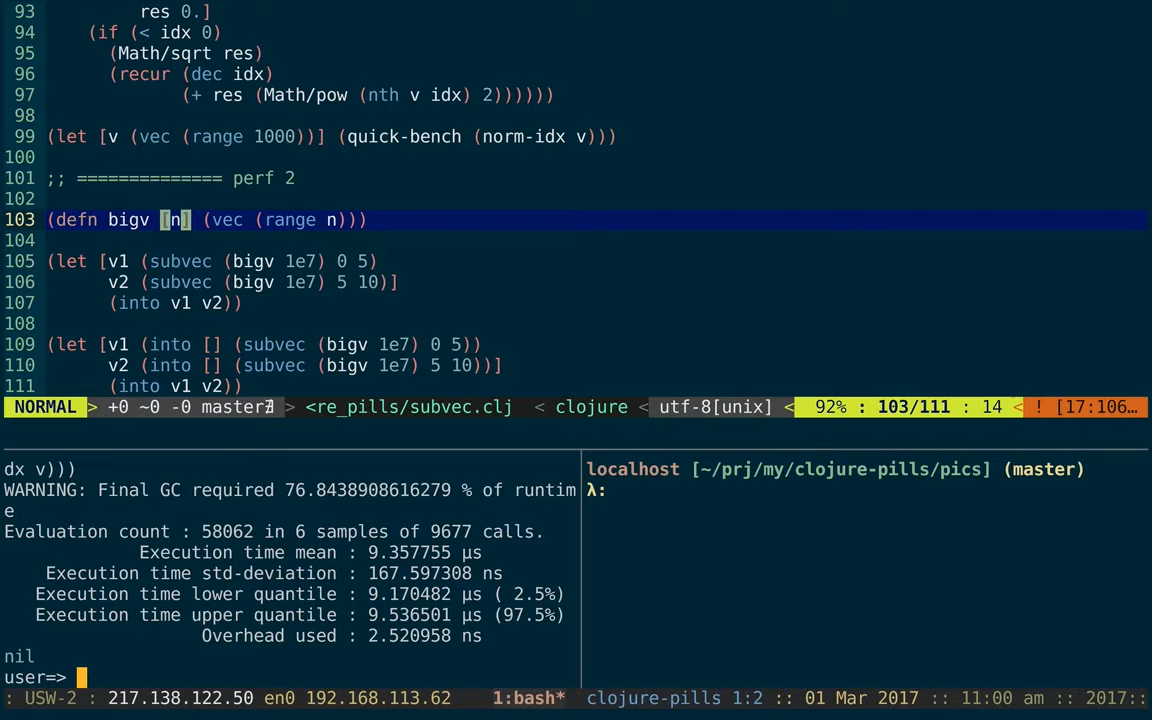 93          res 0.]
94     (if (< idx 0)
95       (Math/sqrt res)
96       (recur (dec idx)
97              (+ res (Math/pow (nth v idx) 2))))))
98
99 (let [v (vec (range 1000))] (quick-bench (norm-idx v)))
100
101 ;; ============== perf 2
102
103 (defn bigv [n] (vec (range n)))
104
105 (let [v1 (subvec (bigv 1e7) 0 5)
106       v2 (subvec (bigv 1e7) 5 10)]
107       (into v1 v2))
108
109 (let [v1 (into [] (subvec (bigv 1e7) 0 5))
110       v2 (into [] (subvec (bigv 1e7) 5 10))]
111       (into v1 v2))
NORMAL > +0 ~0 -0 master∄ > <re_pills/subvec.clj < clojure < utf-8[unix] < 92% : 103/111 : 14 < ! [17:106…
dx v)))
WARNING: Final GC required 76.8438908616279 % of runtim
e
Evaluation count : 58062 in 6 samples of 9677 calls.
Execution time mean : 9.357755 µs
Execution time std-deviation : 167.597308 ns
Execution time lower quantile : 9.170482 µs ( 2.5%)
Execution time upper quantile : 9.536501 µs (97.5%)
Overhead used : 2.520958 ns
nil
user=>
localhost [~/prj/my/clojure-pills/pics] (master)
λ:
: USW-2 : 217.138.122.50 en0 192.168.113.62 1:bash* clojure-pills 1:2 :: 01 Mar 2017 :: 11:00 am :: 2017::